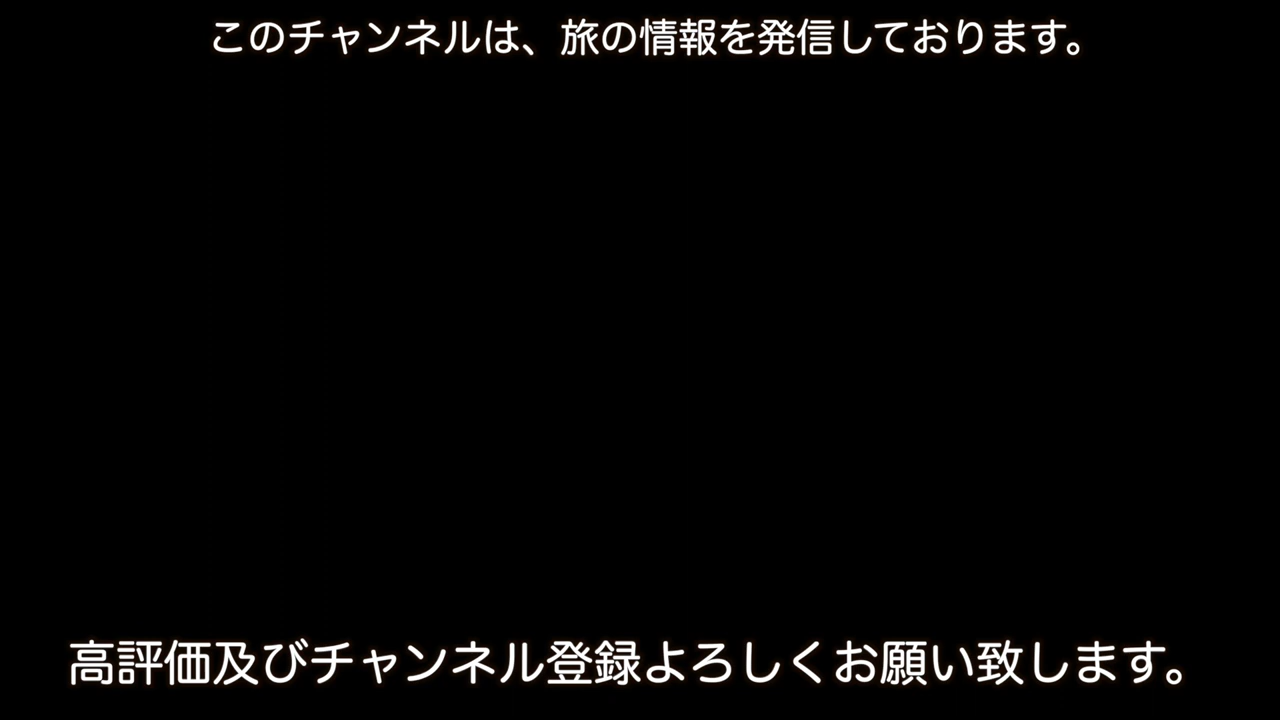 このチャンネルは、旅の情報を発信しております。
高評価及びチャンネル登録よろしくお願い致します。